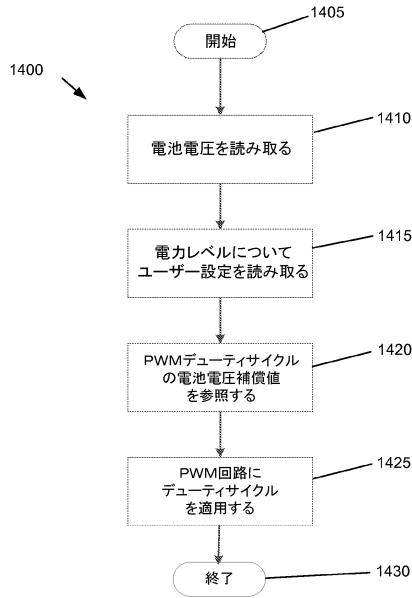 1400
1405
開始
1410
電池電圧を読み取る
1415
電力レベルについて
ユーザー設定を読み取る
1420
PWMデューティサイクル
の電池電圧補償値
を参照する
1425
PWM回路に
デューティサイクル
を適用する
1430
終了